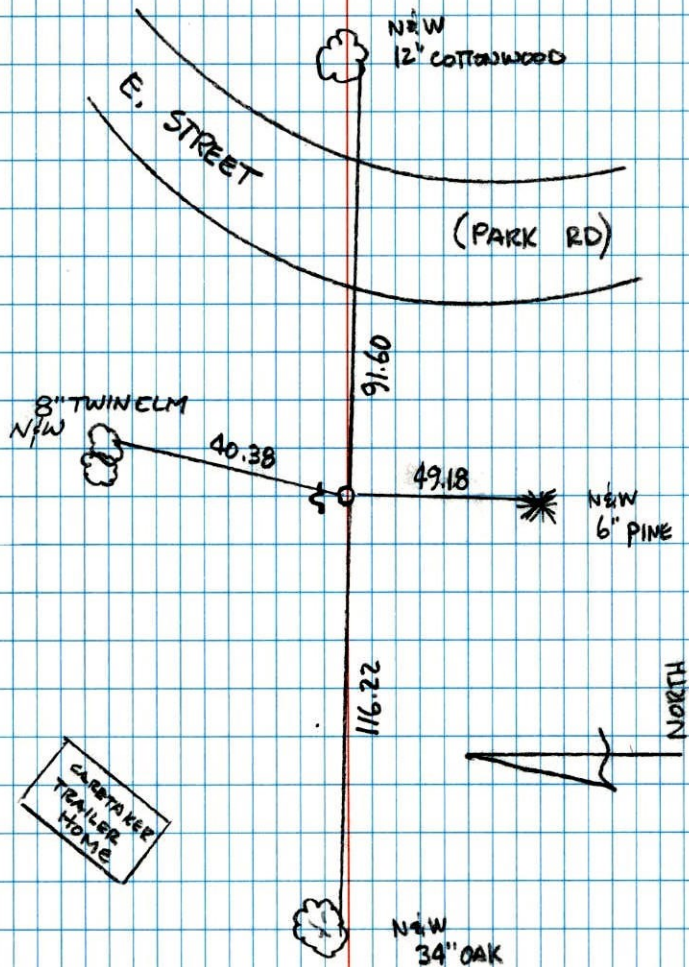 N&W
12" COTTONWOOD
E. STREET
(PARK RD)
91.60
8" TWIN ELM
N&W
40.38
49.18
N&W
6" PINE
116.22
NORTH
CARETAKER
TRAILER
HOME
N&W
34" OAK